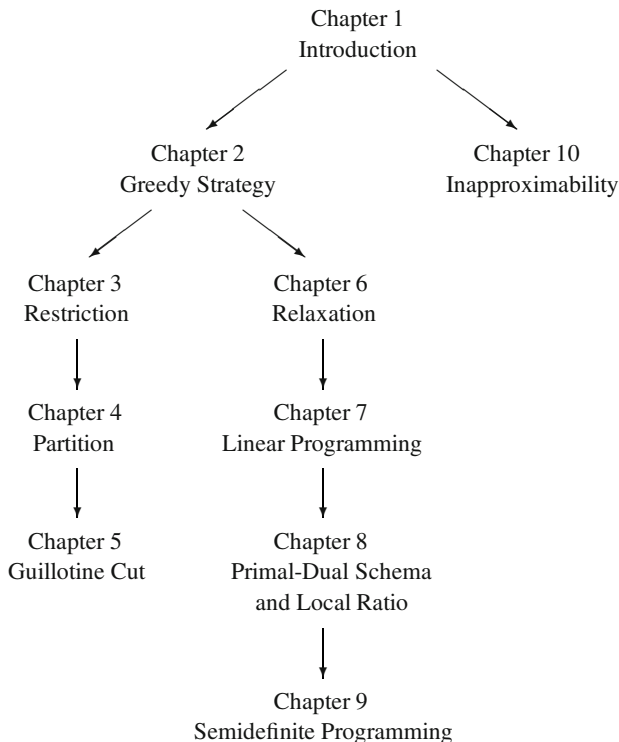 Chapter 1
Introduction
Chapter 2
Greedy Strategy
Chapter 10
Inapproximability
Chapter 3
Restriction
Chapter 6
Relaxation
Chapter 4
Partition
Chapter 7
Linear Programming
Chapter 5
Guillotine Cut
Chapter 8
Primal-Dual Schema
and Local Ratio
Chapter 9
Semidefinite Programming